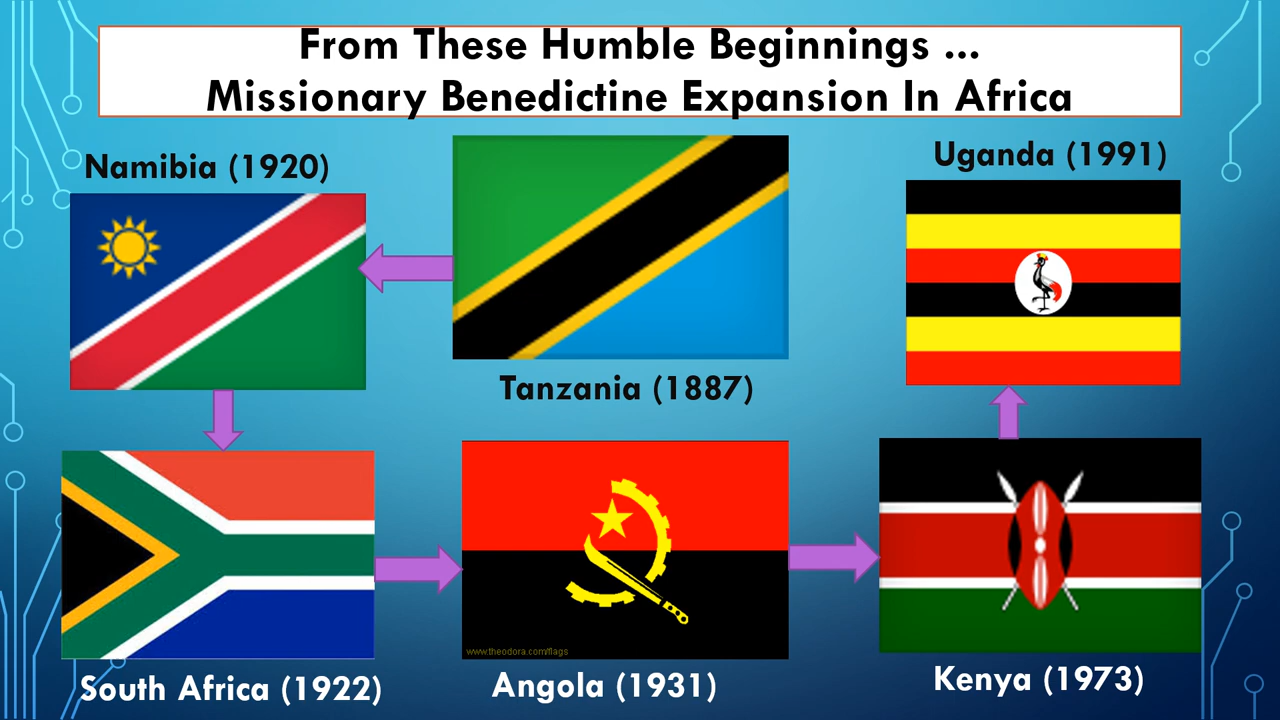 From These Humble Beginnings ...
Missionary Benedictine Expansion In Africa
Namibia (1920)
Uganda (1991)
Tanzania (1887)
www.theodora.com/flags
South Africa (1922)
Angola (1931)
Kenya (1973)